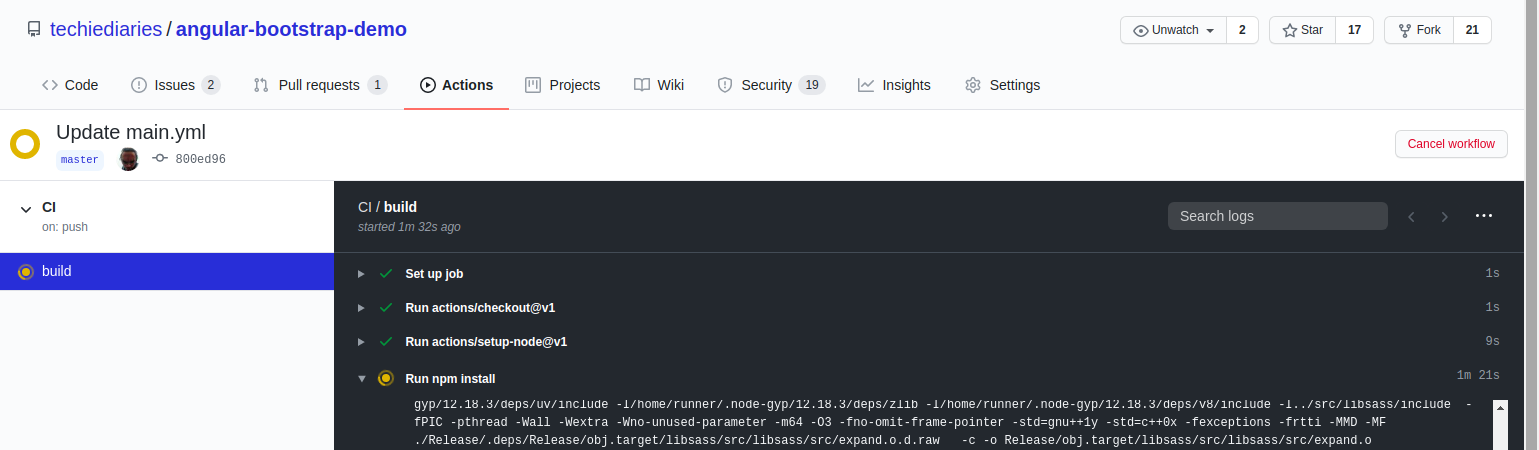 techiediaries / angular-bootstrap-demo
Unwatch 2 Star 17 Fork 21
Code Issues 2 Pull requests 1 Actions Projects Wiki Security 19 Insights Settings
Update main.yml
master 800ed96
Cancel workflow
CI
on: push
build
CI / build
started 1m 32s ago
Search logs
Set up job 1s
Run actions/checkout@v1 1s
Run actions/setup-node@v1 9s
Run npm install 1m 21s
gyp/12.18.3/deps/uv/include -I/home/runner/.node-gyp/12.18.3/deps/zlib -I/home/runner/.node-gyp/12.18.3/deps/v8/include -I../src/libsass/include  -
fPIC -pthread -Wall -Wextra -Wno-unused-parameter -m64 -O3 -fno-omit-frame-pointer -std=gnu++1y -std=c++0x -fexceptions -frtti -MMD -MF
./Release/.deps/Release/obj.target/libsass/src/libsass/src/expand.o.d.raw   -c -o Release/obj.target/libsass/src/libsass/src/expand.o